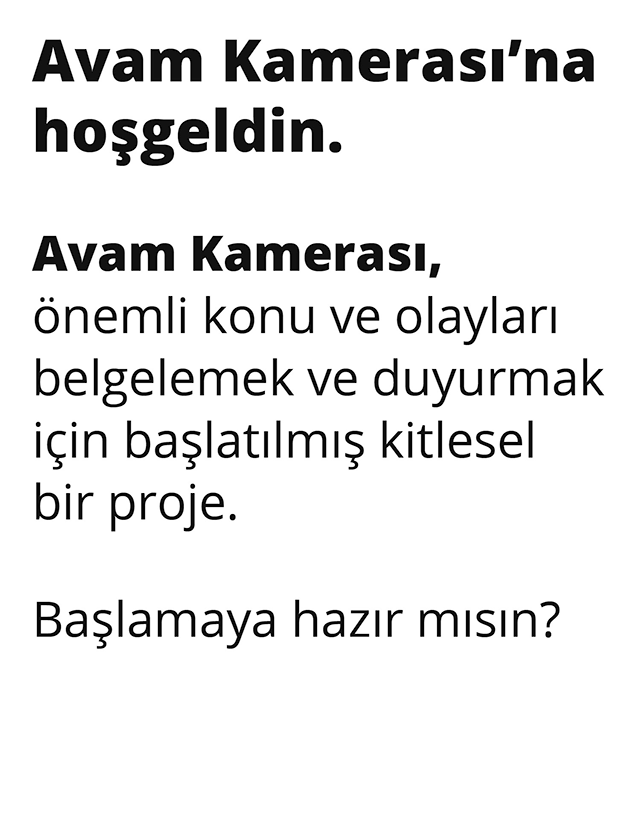 Avam Kamerası’na
hoşgeldin.
Avam Kamerası,
önemli konu ve olayları
belgelemek ve duyurmak
için başlatılmış kitlesel
bir proje.
Başlamaya hazır mısın?